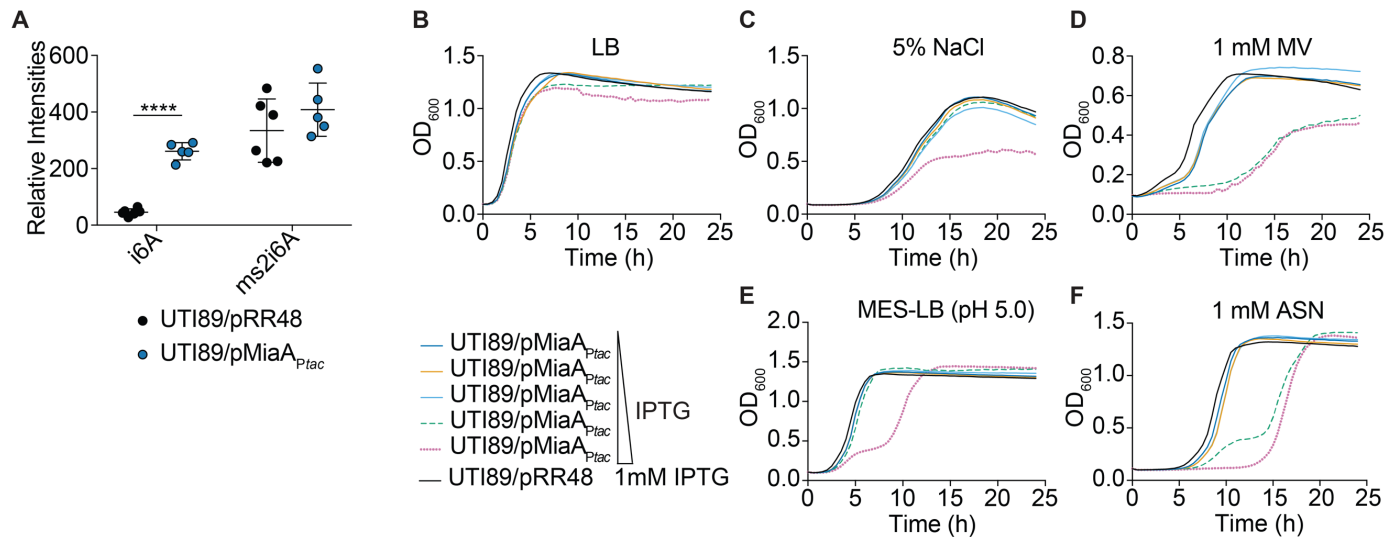 A
Relative Intensities
600
400
200
0
****
i6A
ms2i6A
UTI89/pRR48
UTI89/pMiaAPtac
B
LB
OD600
1.5
1.0
0.5
0.0
0 5 10 15 20 25
Time (h)
C
5% NaCl
OD600
1.5
1.0
0.5
0.0
0 5 10 15 20 25
Time (h)
D
1 mM MV
OD600
0.8
0.6
0.4
0.2
0.0
0 5 10 15 20 25
Time (h)
UTI89/pMiaAPtac
UTI89/pMiaAPtac
UTI89/pMiaAPtac
UTI89/pMiaAPtac
UTI89/pMiaAPtac
IPTG
UTI89/pRR48
1mM IPTG
E
MES-LB (pH 5.0)
OD600
2.0
1.5
1.0
0.5
0.0
0 5 10 15 20 25
Time (h)
F
1 mM ASN
OD600
1.5
1.0
0.5
0.0
0 5 10 15 20 25
Time (h)